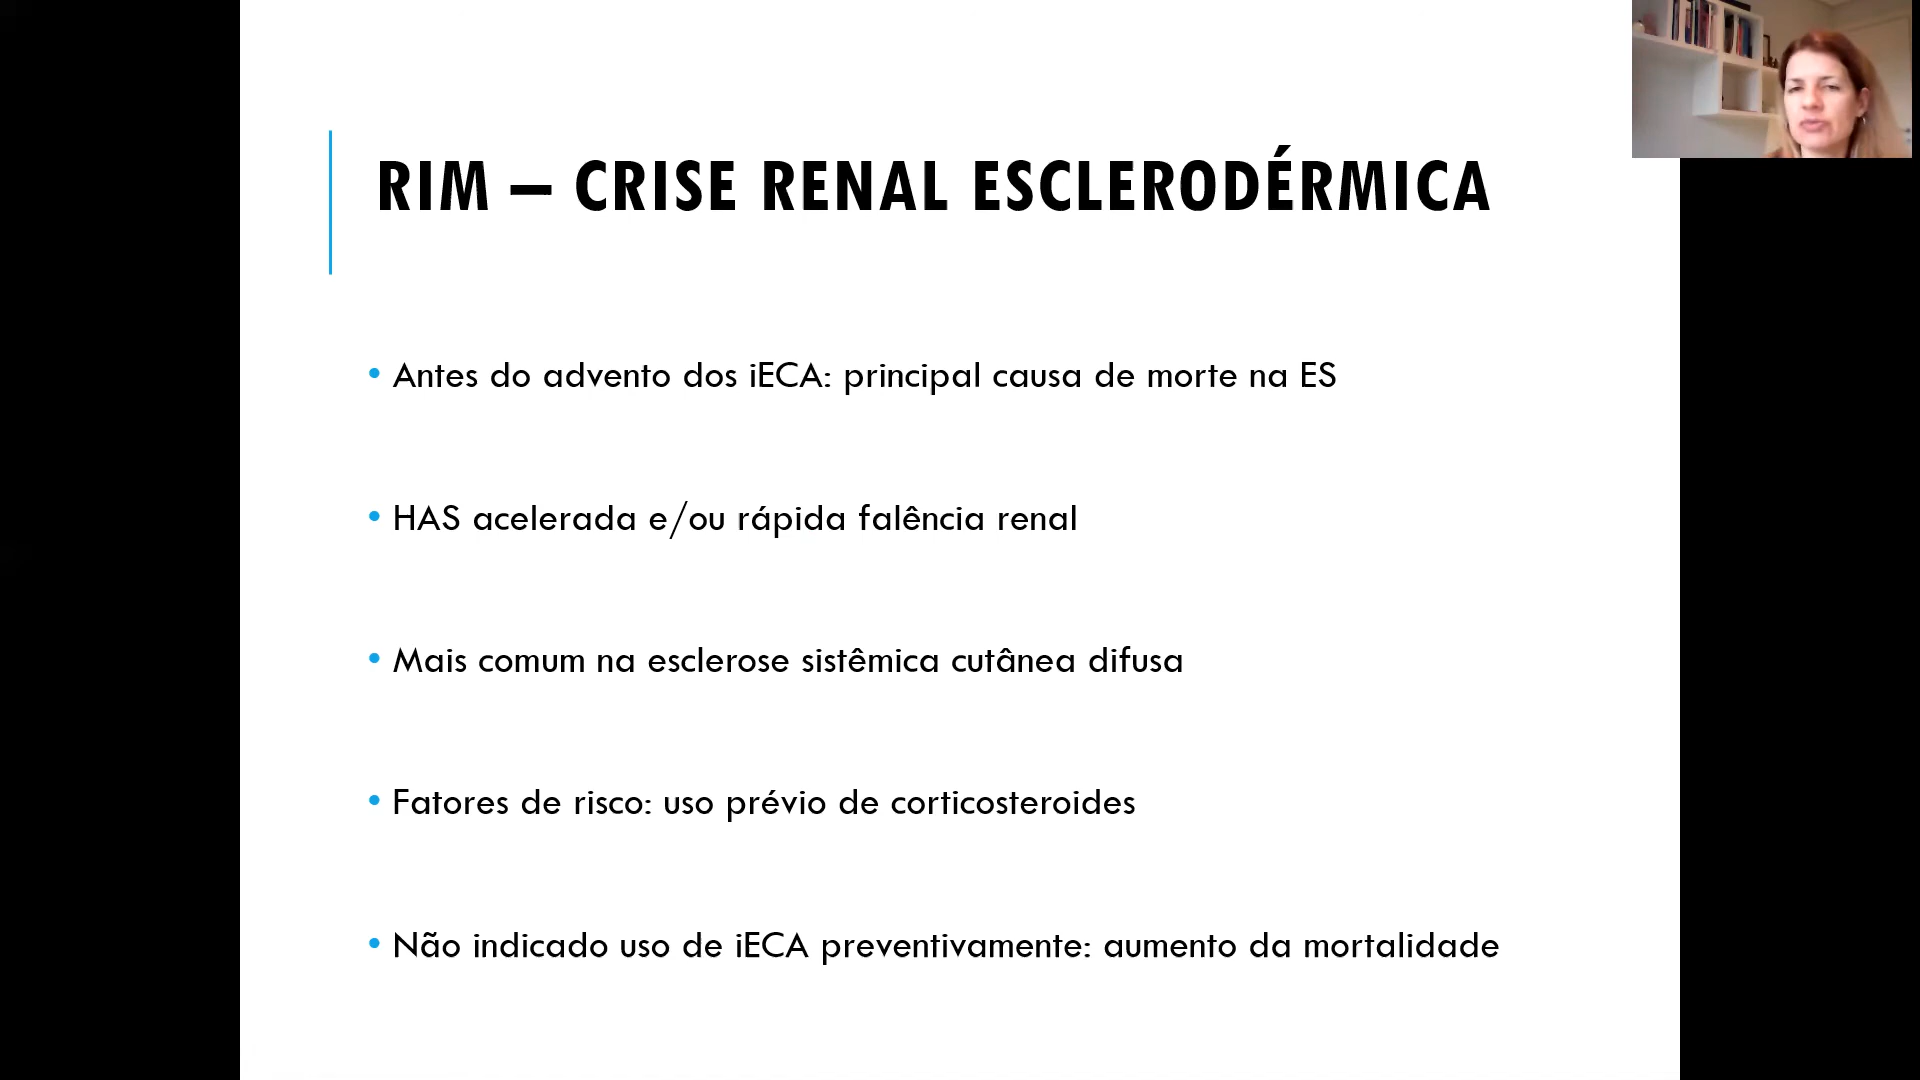 RIM – CRISE RENAL ESCLERODÉRMICA
• Antes do advento dos iECA: principal causa de morte na ES
• HAS acelerada e/ou rápida falência renal
• Mais comum na esclerose sistêmica cutânea difusa
• Fatores de risco: uso prévio de corticosteroides
• Não indicado uso de iECA preventivamente: aumento da mortalidade